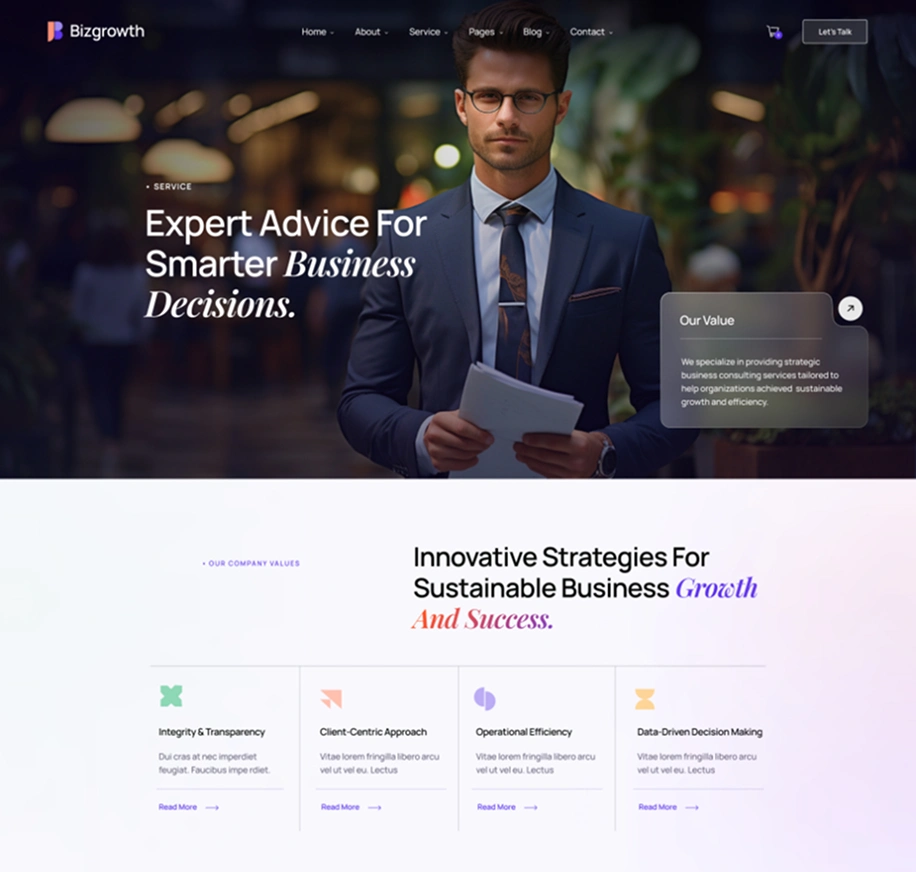 Bizgrowth
Home About Service Pages Blog Contact
Let's Talk
• SERVICE
Expert Advice For
Smarter Business
Decisions.
Our Value
We specialize in providing strategic
business consulting services tailored to
help organizations achieved sustainable
growth and efficiency.
• OUR COMPANY VALUES
Innovative Strategies For
Sustainable Business Growth
And Success.
Integrity & Transparency
Dui cras at nec imperdiet
feugiat. Faucibus impe rdiet.
Read More
Client-Centric Approach
Vitae lorem fringilla libero arcu
vel ut vel eu. Lectus
Read More
Operational Efficiency
Vitae lorem fringilla libero arcu
vel ut vel eu. Lectus
Read More
Data-Driven Decision Making
Vitae lorem fringilla libero arcu
vel ut vel eu. Lectus
Read More